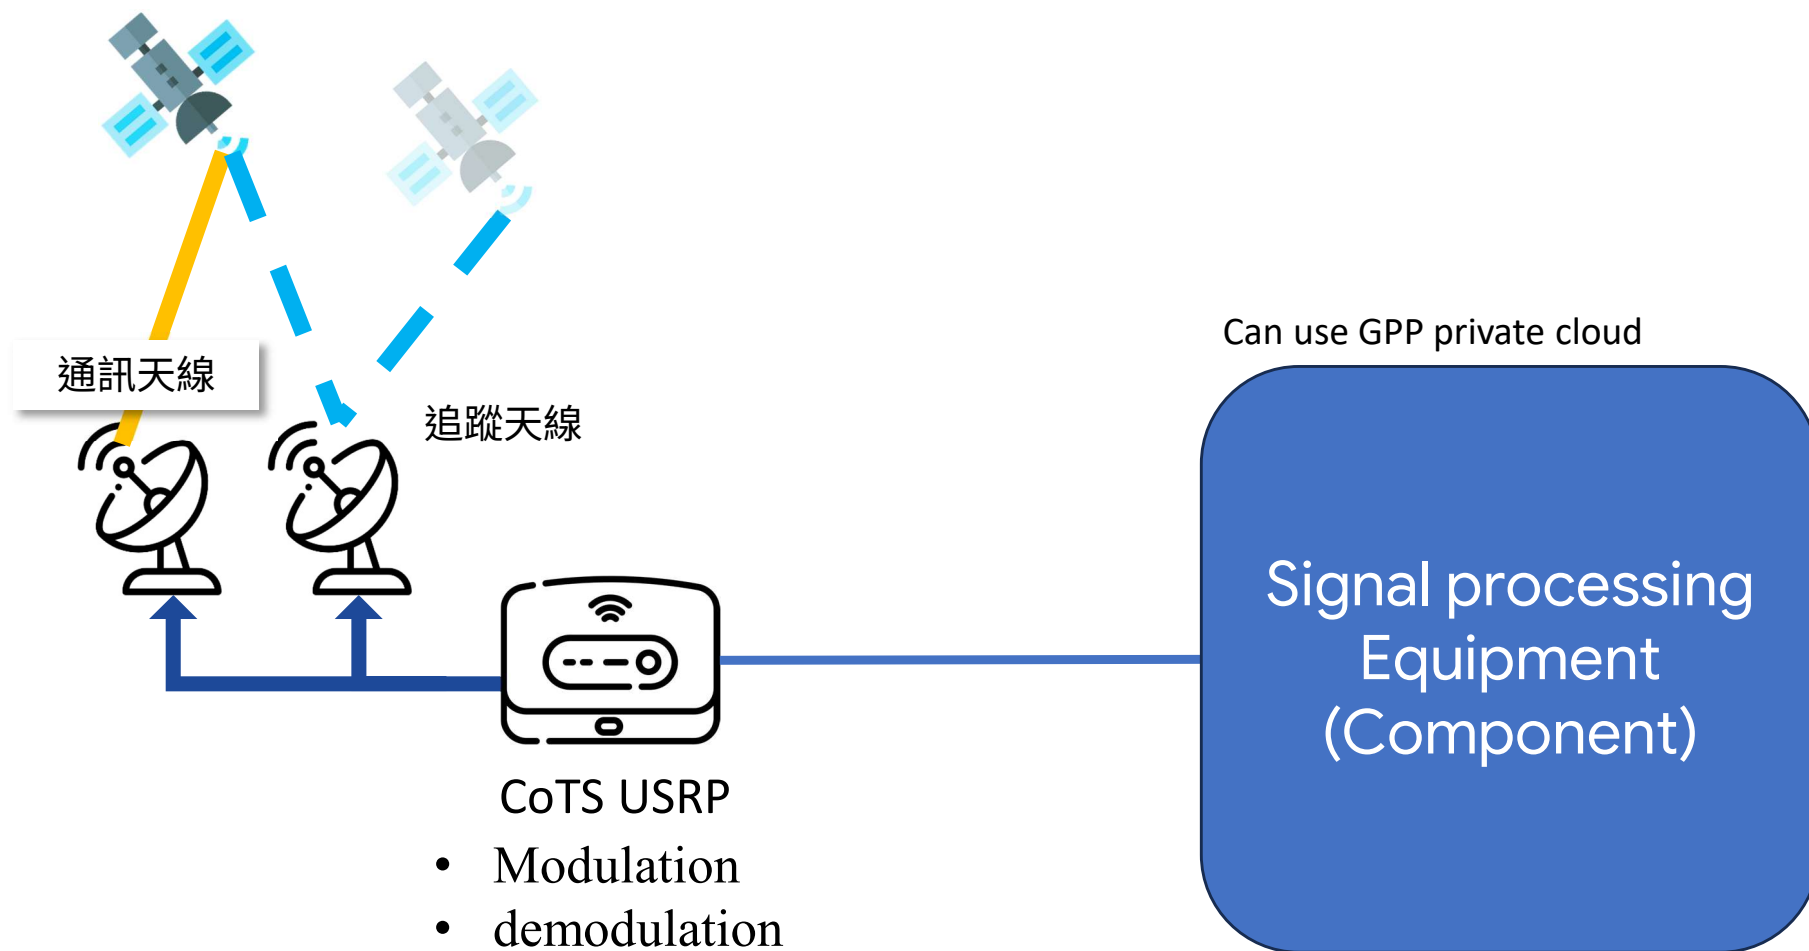 通訊天線
追蹤天線
Can use GPP private cloud
Signal processing
Equipment
(Component)
CoTS USRP
• Modulation
• demodulation